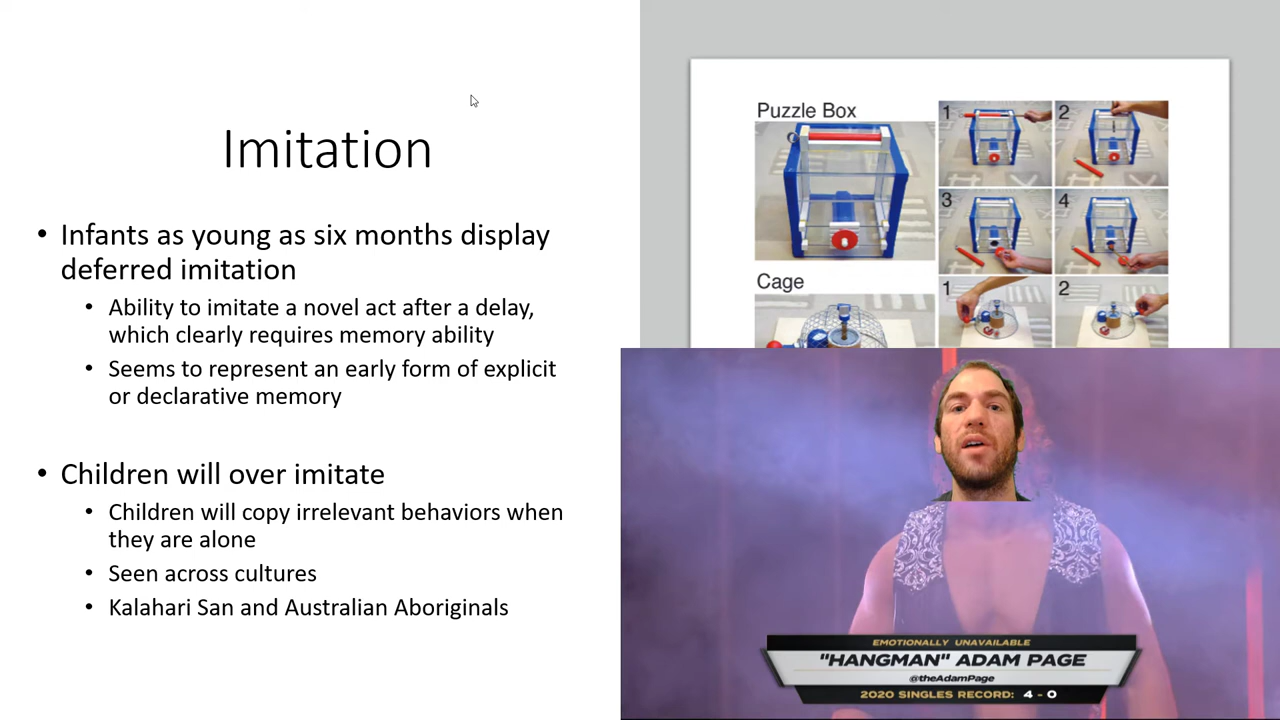 Imitation
• Infants as young as six months display
deferred imitation
• Ability to imitate a novel act after a delay,
which clearly requires memory ability
• Seems to represent an early form of explicit
or declarative memory
• Children will over imitate
• Children will copy irrelevant behaviors when
they are alone
• Seen across cultures
• Kalahari San and Australian Aboriginals
Puzzle Box
1
2
3
4
Cage
1
2
EMOTIONALLY UNAVAILABLE
"HANGMAN" ADAM PAGE
@theAdamPage
2020 SINGLES RECORD: 4 - 0